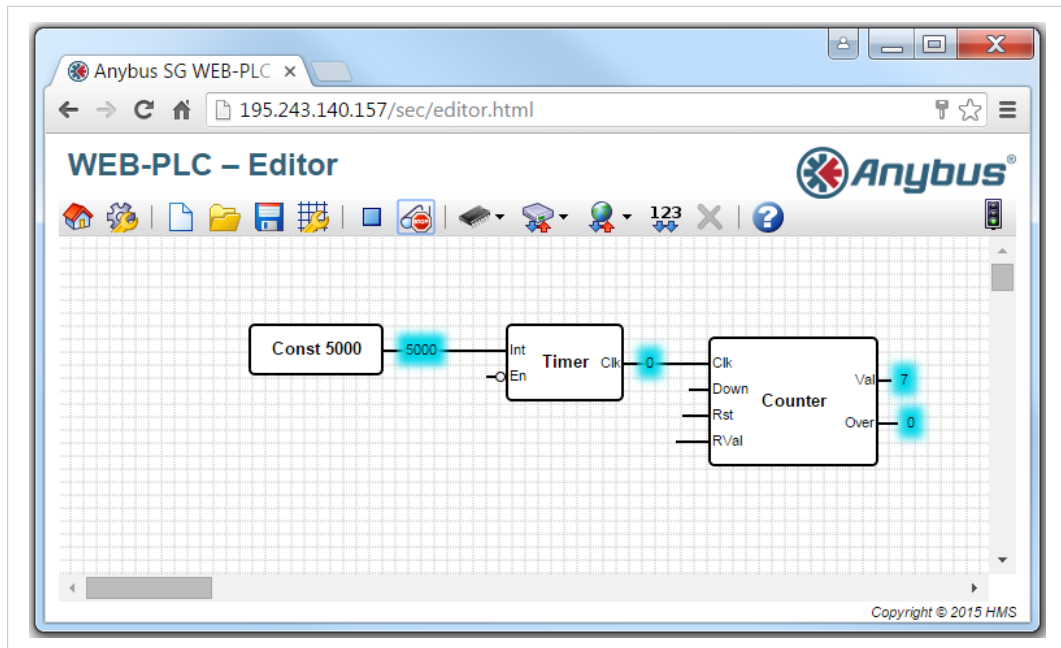 Anybus SG WEB-PLC
195.243.140.157/sec/editor.html
WEB-PLC – Editor
Anybus®
STOP
123
?
Const 5000
5000
Int
En
Timer
Clk
0
Clk
Down
Rst
RVal
Counter
Val
7
Over
0
Copyright © 2015 HMS